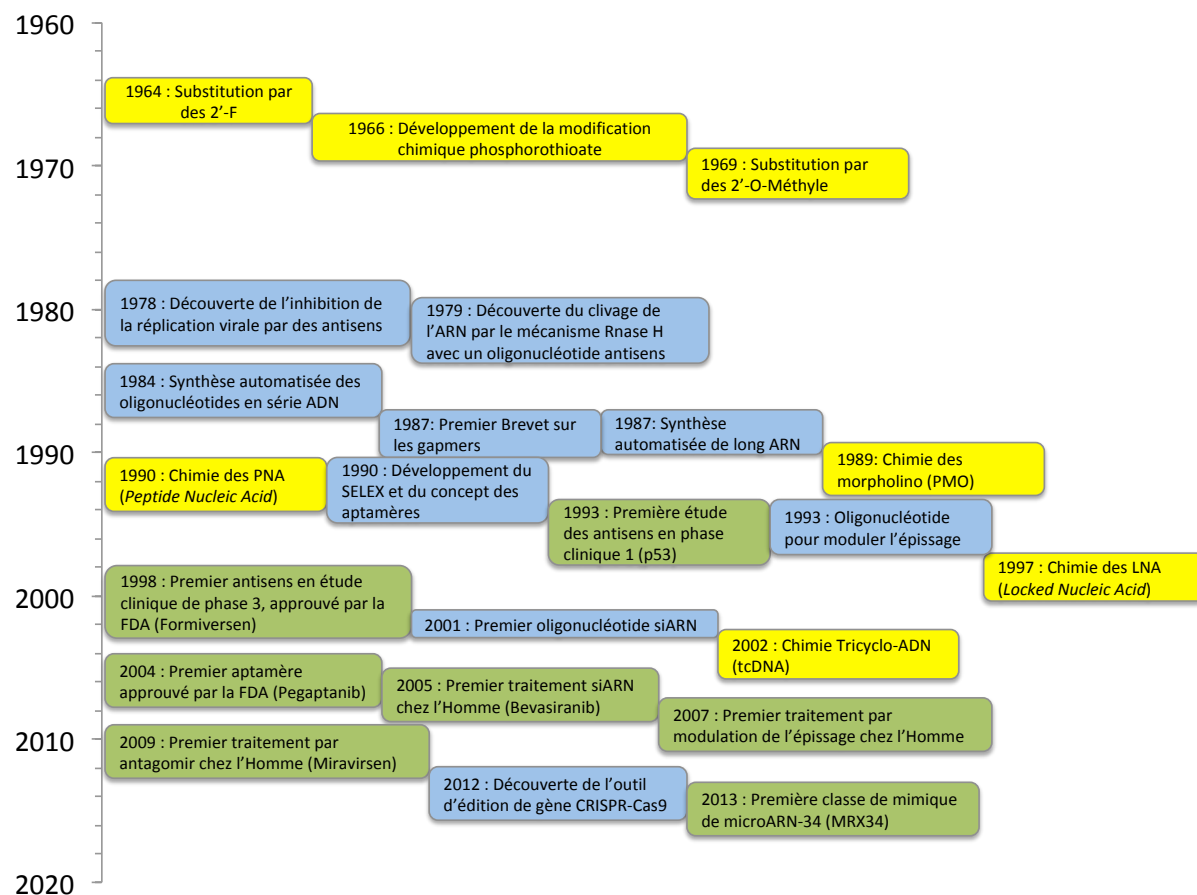 1960
1964 : Substitution par
des 2’-F
1966 : Développement de la modification
chimique phosphorothioate
1970
1969 : Substitution par
des 2’-O-Méthyle
1978 : Découverte de l’inhibition de
la réplication virale par des antisens
1980
1979 : Découverte du clivage de
l’ARN par le mécanisme Rnase H
avec un oligonucléotide antisens
1984 : Synthèse automatisée des
oligonucléotides en série ADN
1987: Premier Brevet sur
les gapmers
1987: Synthèse
automatisée de long ARN
1990
1989: Chimie des
morpholino (PMO)
1990 : Chimie des PNA
(Peptide Nucleic Acid)
1990 : Développement du
SELEX et du concept des
aptamères
1993 : Première étude
des antisens en phase
clinique 1 (p53)
1993 : Oligonucléotide
pour moduler l’épissage
1997 : Chimie des LNA
(Locked Nucleic Acid)
2000
1998 : Premier antisens en étude
clinique de phase 3, approuvé par la
FDA (Formiversen)
2001 : Premier oligonucléotide siARN
2002 : Chimie Tricyclo-ADN
(tcDNA)
2004 : Premier aptamère
approuvé par la FDA (Pegaptanib)
2005 : Premier traitement siARN
chez l’Homme (Bevasiranib)
2007 : Premier traitement par
modulation de l’épissage chez l’Homme
2010
2009 : Premier traitement par
antagomir chez l’Homme (Miravirsen)
2012 : Découverte de l’outil
d’édition de gène CRISPR-Cas9
2013 : Première classe de mimique
de microARN-34 (MRX34)
2020